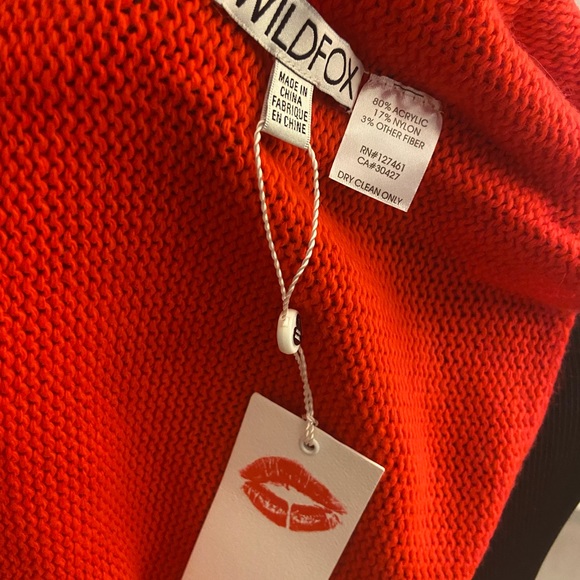 WILDFOX
MADE IN
CHINA
FABRIQUE
EN CHINE
80% ACRYLIC
17% NYLON
3% OTHER FIBER
RN#127461
CA#30427
DRY CLEAN ONLY